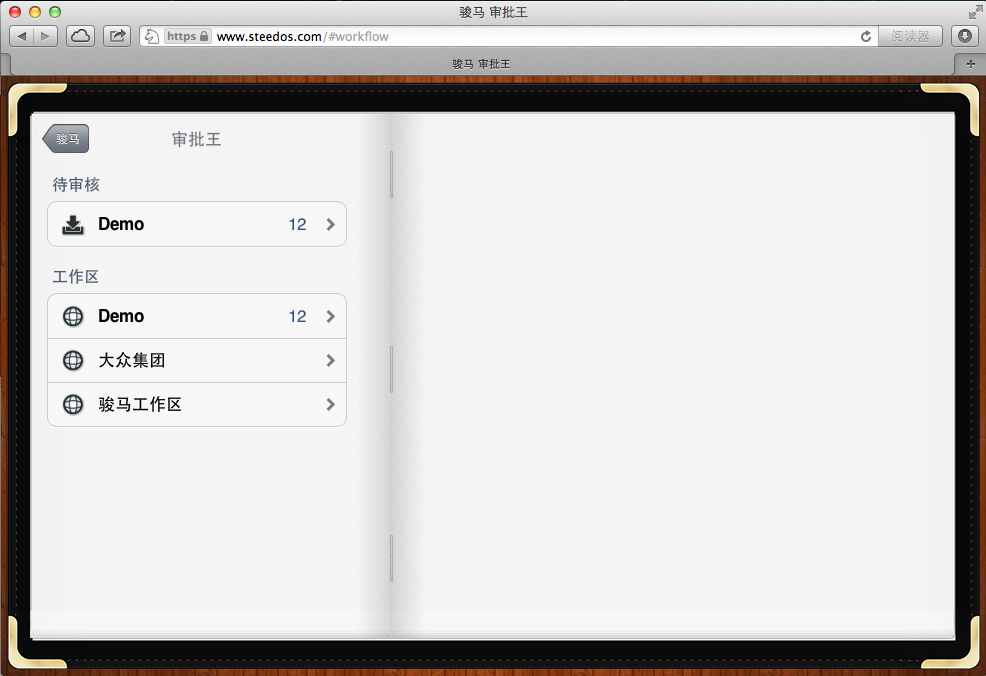 骏马 审批王
https www.steedos.com/#workflow 阅读器
骏马 审批王
骏马 审批王
待审核
Demo 12
工作区
Demo 12
大众集团
骏马工作区